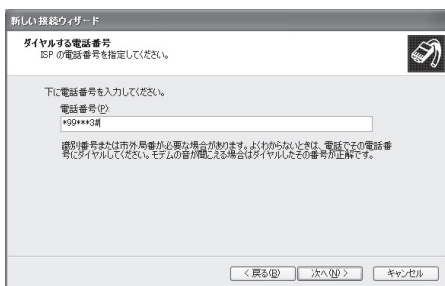 新しい接続ウィザード
ダイヤルする電話番号
ISP の電話番号を指定してください。
下に電話番号を入力してください。
電話番号(P):
*99***3#
識別番号または市外局番が必要な場合があります。よくわからないときは、電話でその電話番
号にダイヤルしてください。モデムの音が聞こえる場合はダイヤルしたその番号が正解です。
< 戻る(B)
次へ(N) >
キャンセル